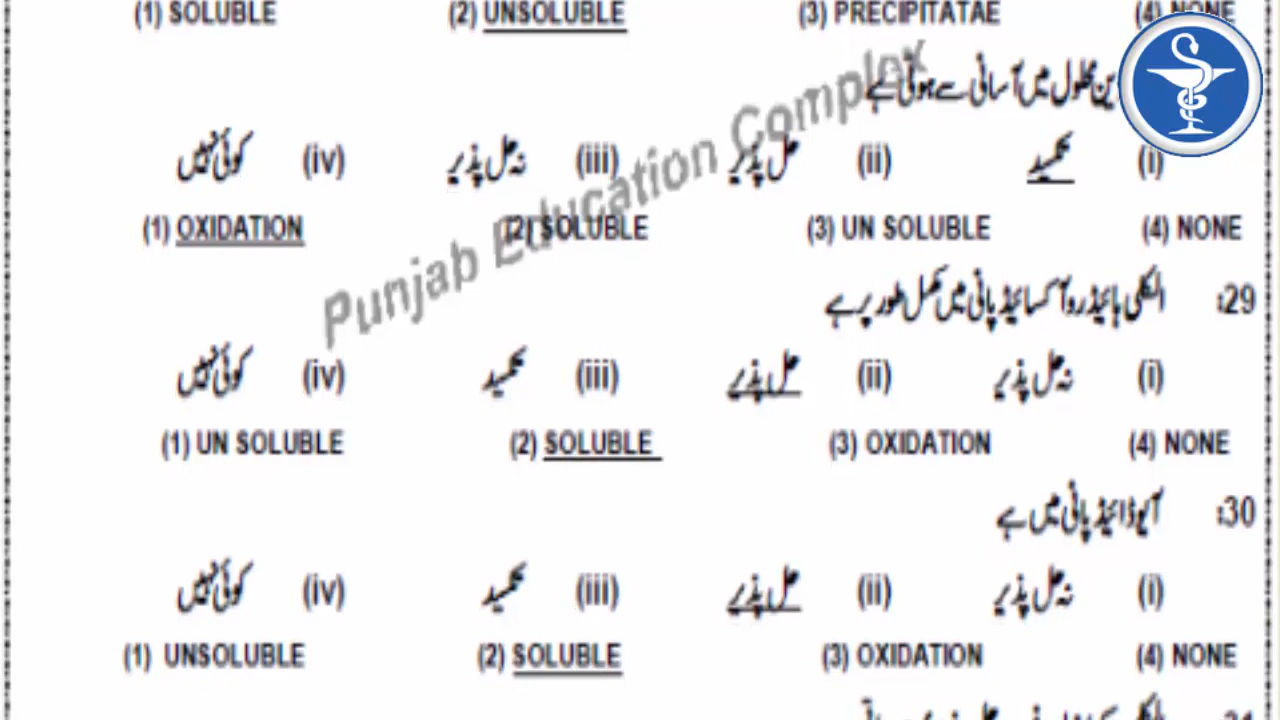 (1) SOLUBLE (2) UNSOLUBLE (3) PRECIPITATAE (4) NONE
محلول میں آسانی سے ہوتی ہے
(i) تکسید (ii) حل پذیر (iii) نہ حل پذیر (iv) کوئی نہیں
(1) OXIDATION (2) SOLUBLE (3) UN SOLUBLE (4) NONE
29: الکلی ہائیڈروآکسائیڈ پانی میں مکمل طور پر ہے
(i) نہ حل پذیر (ii) حل پذیر (iii) تکسید (iv) کوئی نہیں
(1) UN SOLUBLE (2) SOLUBLE (3) OXIDATION (4) NONE
30: آیوڈائیڈ پانی میں ہے
(i) نہ حل پذیر (ii) حل پذیر (iii) تکسید (iv) کوئی نہیں
(1) UNSOLUBLE (2) SOLUBLE (3) OXIDATION (4) NONE
Punjab Education Complex